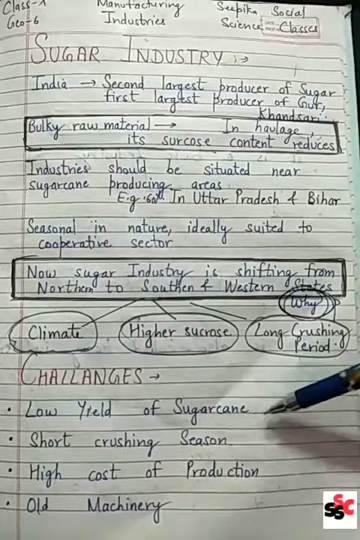 Class-X
Geo-6
Manufacturing
Industries
Deepika Social
Science Classes
SUGAR INDUSTRY :→
India → Second largest producer of Sugar
first largest producer of Gur,
Khandsari.
Bulky raw material → In haulage,
its surcose content reduces
Industries should be situated near
sugarcane producing areas.
E.g. 60% In Uttar Pradesh & Bihar
Seasonal in nature, ideally suited to
cooperative sector
Now sugar Industry is shifting from
Northern to Southern & Western States
Why
Climate
Higher sucrose
Long Crushing
Period.
CHALLANGES →
• Low Yield of Sugarcane
• Short crushing Season
• High cost of Production
• Old Machinery
SSC